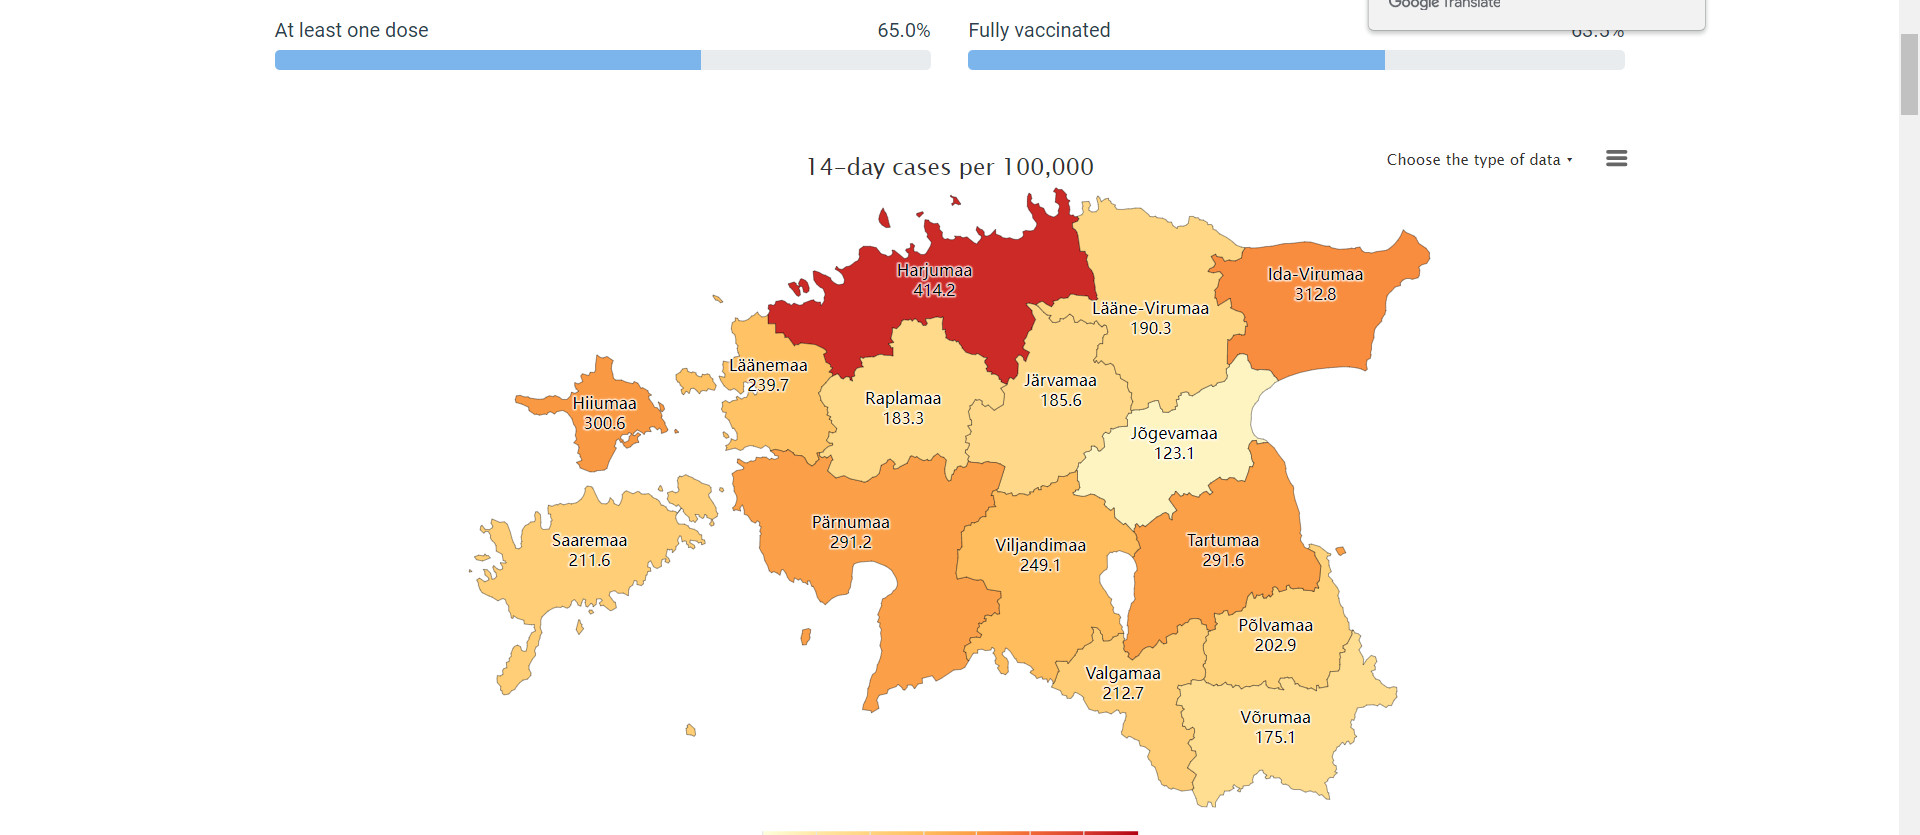 Google Translate
At least one dose 65.0% Fully vaccinated 63.5%
14-day cases per 100,000
Choose the type of data
Harjumaa
414.2
Ida-Virumaa
312.8
Lääne-Virumaa
190.3
Läänemaa
239.7
Järvamaa
185.6
Raplamaa
183.3
Hiiumaa
300.6
Jõgevamaa
123.1
Pärnumaa
291.2
Saaremaa
211.6
Tartumaa
291.6
Viljandimaa
249.1
Põlvamaa
202.9
Valgamaa
212.7
Võrumaa
175.1